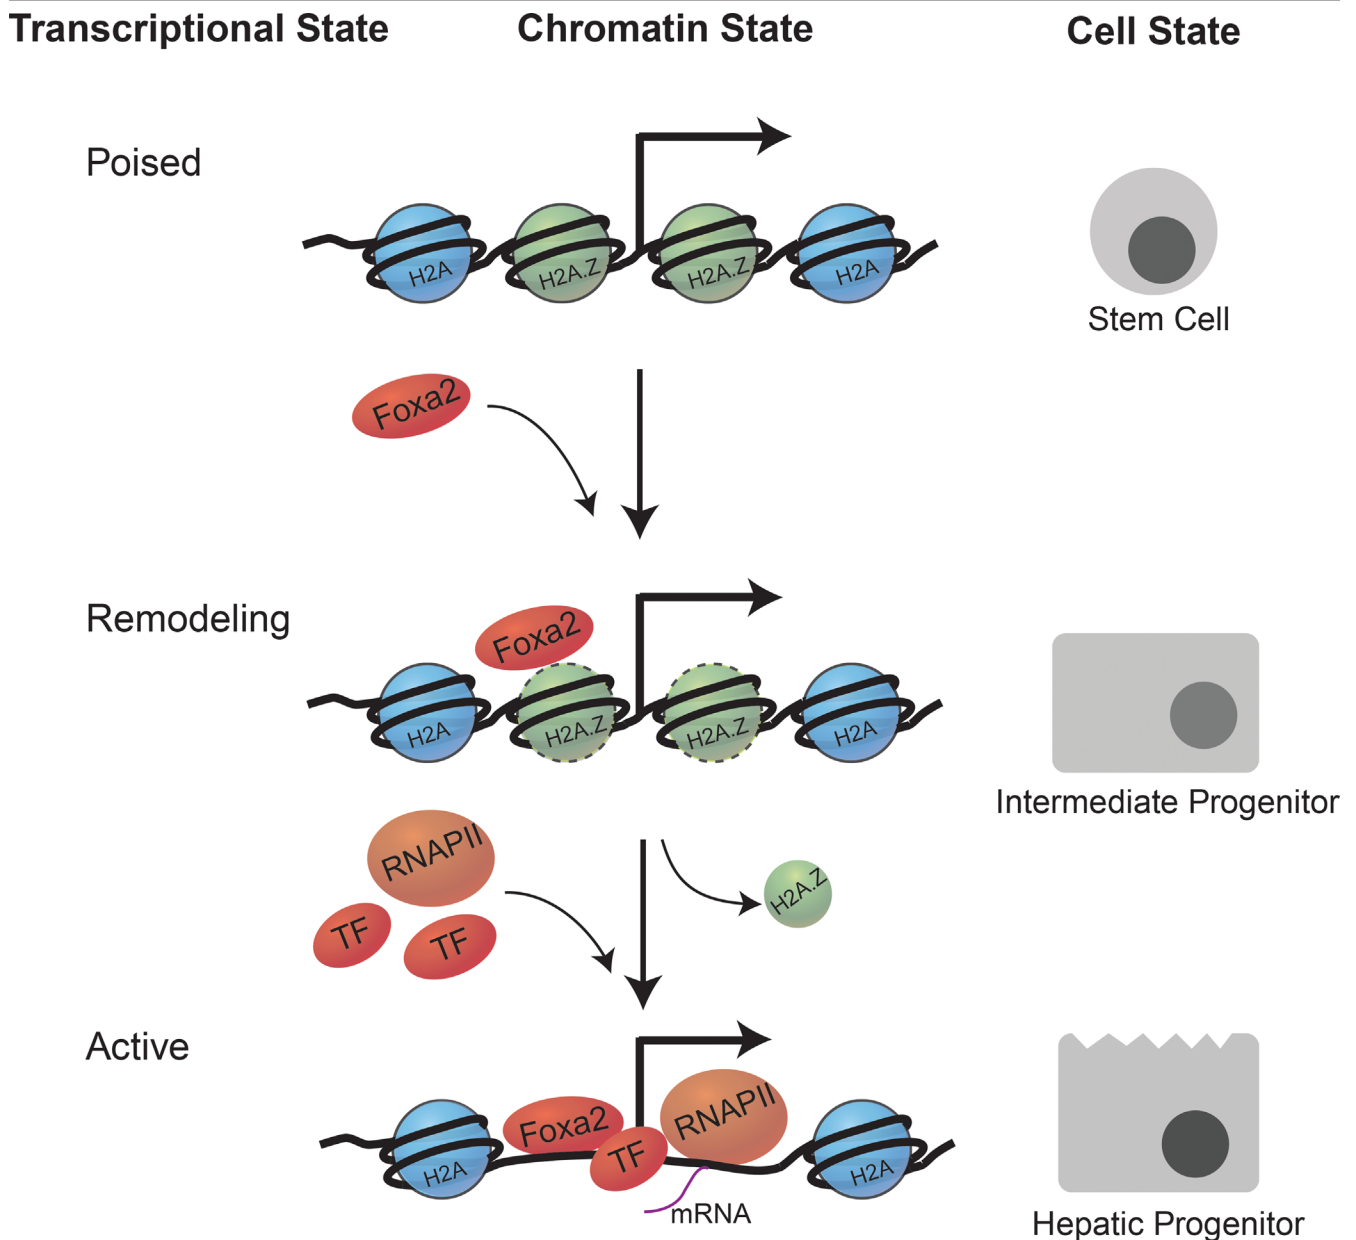 Transcriptional State
Chromatin State
Cell State
Poised
H2A
H2A.Z
H2A.Z
H2A
Stem Cell
Foxa2
Remodeling
Foxa2
H2A
H2A.Z
H2A.Z
H2A
Intermediate Progenitor
RNAPII
TF
TF
H2A.Z
Active
H2A
Foxa2
TF
RNAPII
H2A
mRNA
Hepatic Progenitor